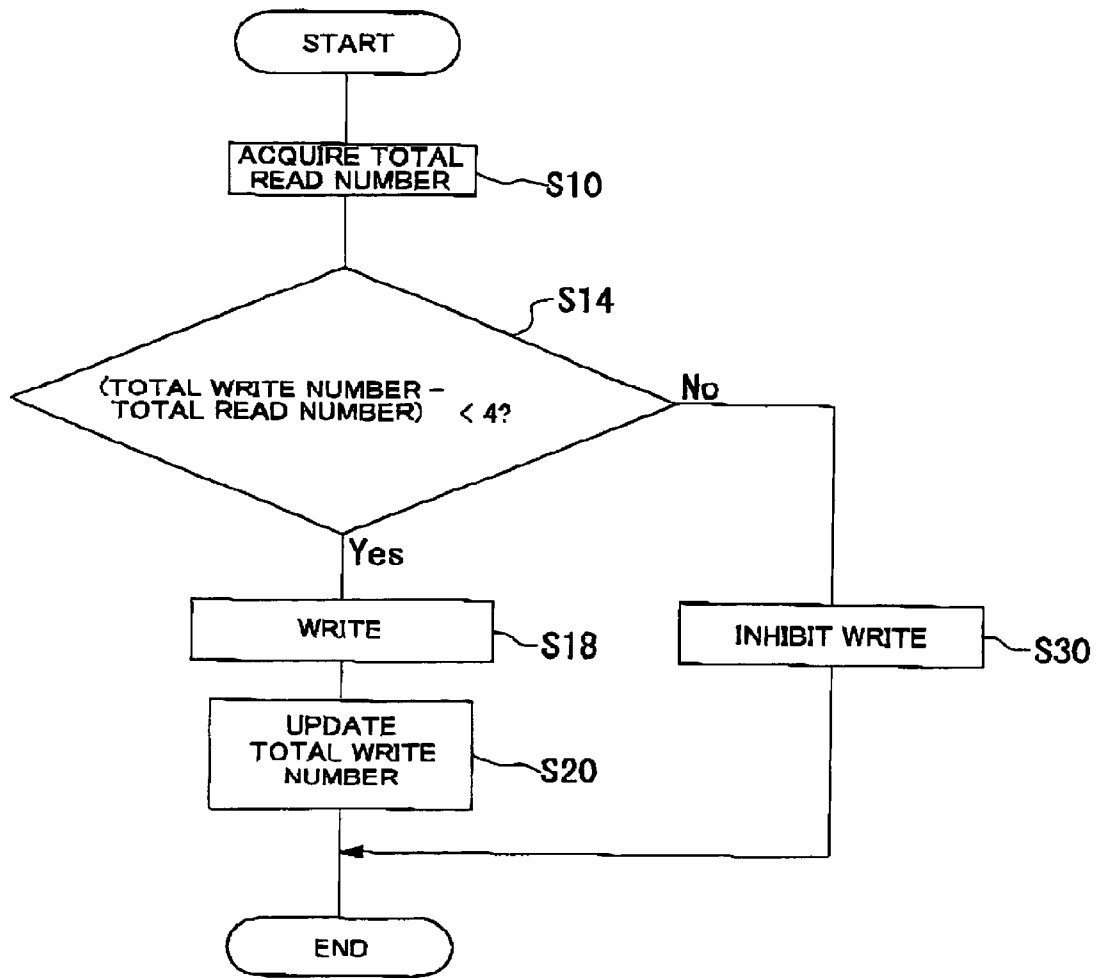 START
ACQUIRE TOTAL
READ NUMBER
S10
S14
(TOTAL WRITE NUMBER –
TOTAL READ NUMBER) < 4?
No
Yes
WRITE
S18
INHIBIT WRITE
S30
UPDATE
TOTAL WRITE
NUMBER
S20
END